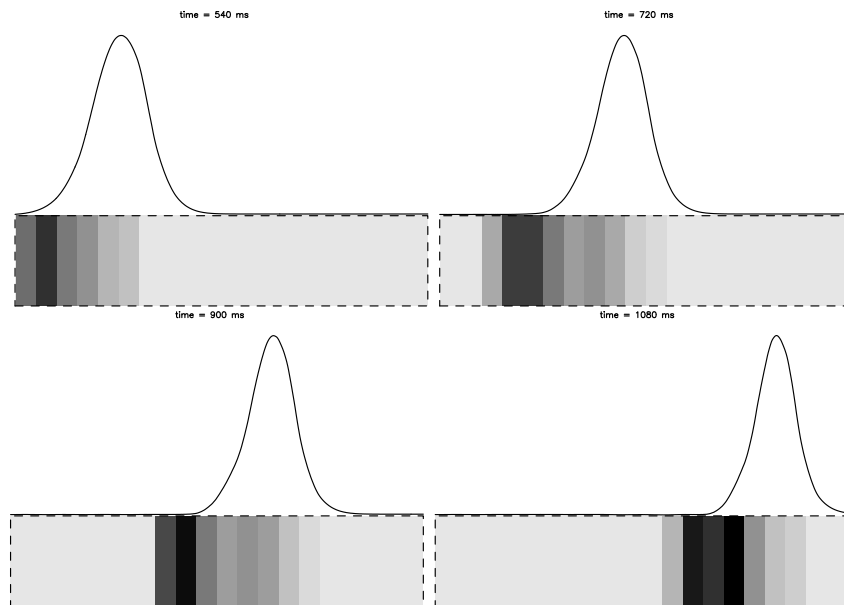 time = 540 ms
time = 720 ms
time = 900 ms
time = 1080 ms